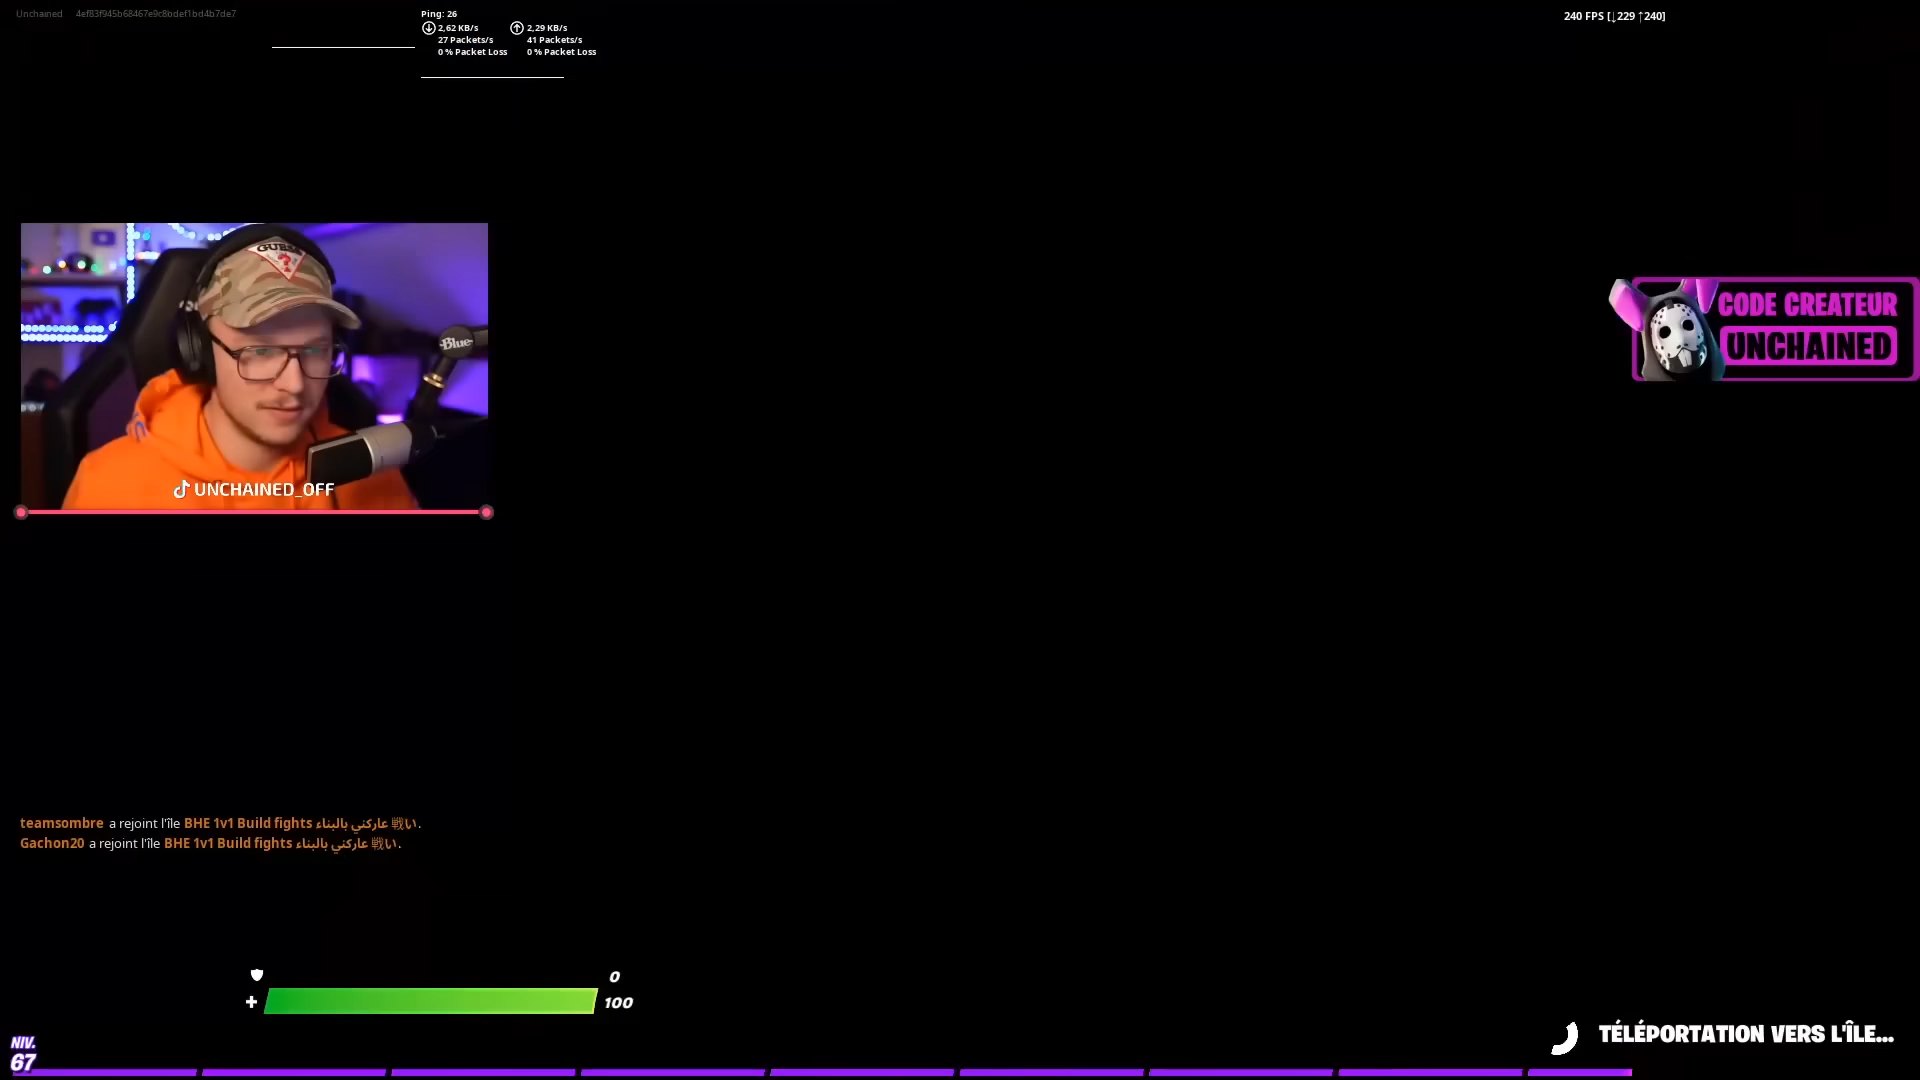 Unchained 4ef83f945b68467e9c8bdef1bd4b7de7
Ping: 26
2,62 KB/s 2,29 KB/s
27 Packets/s 41 Packets/s
0 % Packet Loss 0 % Packet Loss
240 FPS [↓229 ↑240]
GUESS
?
Blue
UNCHAINED_OFF
CODE CREATEUR
UNCHAINED
teamsombre a rejoint l'île BHE 1v1 Build fights عاركني بالبناء 戦い.
Gachon20 a rejoint l'île BHE 1v1 Build fights عاركني بالبناء 戦い.
0
100
NIV.
67
TÉLÉPORTATION VERS L'ÎLE...